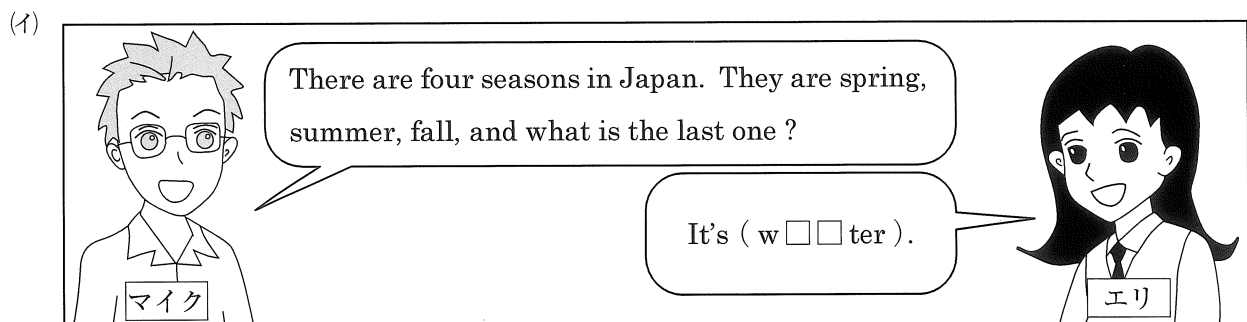 (イ)
There are four seasons in Japan. They are spring,
summer, fall, and what is the last one ?
It's ( w□□ter ).
マイク
エリ